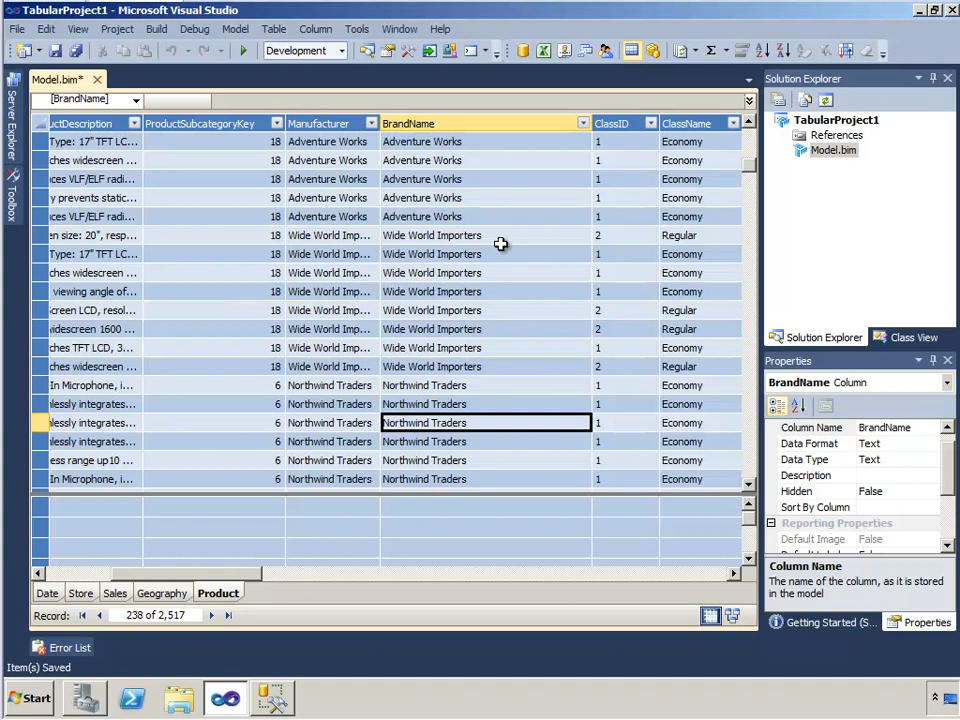 TabularProject1 - Microsoft Visual Studio
File Edit View Project Build Debug Model Table Column Tools Window Help
Development
Model.bim*
[BrandName]
uctDescription ProductSubcategoryKey Manufacturer BrandName ClassID ClassName
Type: 17" TFT LC... 18 Adventure Works Adventure Works 1 Economy
ches widescreen ... 18 Adventure Works Adventure Works 1 Economy
ces VLF/ELF radi... 18 Adventure Works Adventure Works 1 Economy
y prevents static... 18 Adventure Works Adventure Works 1 Economy
ces VLF/ELF radi... 18 Adventure Works Adventure Works 1 Economy
en size: 20", resp... 18 Wide World Imp... Wide World Importers 2 Regular
Type: 17" TFT LC... 18 Wide World Imp... Wide World Importers 1 Economy
ches widescreen ... 18 Wide World Imp... Wide World Importers 1 Economy
viewing angle of... 18 Wide World Imp... Wide World Importers 1 Economy
Screen LCD, resol... 18 Wide World Imp... Wide World Importers 2 Regular
widescreen 1600 ... 18 Wide World Imp... Wide World Importers 2 Regular
ches TFT LCD, 3... 18 Wide World Imp... Wide World Importers 1 Economy
ches widescreen ... 18 Wide World Imp... Wide World Importers 2 Regular
In Microphone, i... 6 Northwind Traders Northwind Traders 1 Economy
nlessly integrates... 6 Northwind Traders Northwind Traders 1 Economy
nlessly integrates... 6 Northwind Traders Northwind Traders 1 Economy
nlessly integrates... 6 Northwind Traders Northwind Traders 1 Economy
ess range up10 ... 6 Northwind Traders Northwind Traders 1 Economy
In Microphone, i... 6 Northwind Traders Northwind Traders 1 Economy
Date Store Sales Geography Product
Record: 238 of 2,517
Server Explorer
Toolbox
Solution Explorer
TabularProject1
References
Model.bim
Solution Explorer Class View
Properties
BrandName Column
Column Name BrandName
Data Format Text
Data Type Text
Description
Hidden False
Sort By Column
Reporting Properties
Default Image False
Column Name
The name of the column, as it is stored
in the model
Getting Started (S... Properties
Error List
Item(s) Saved
Start